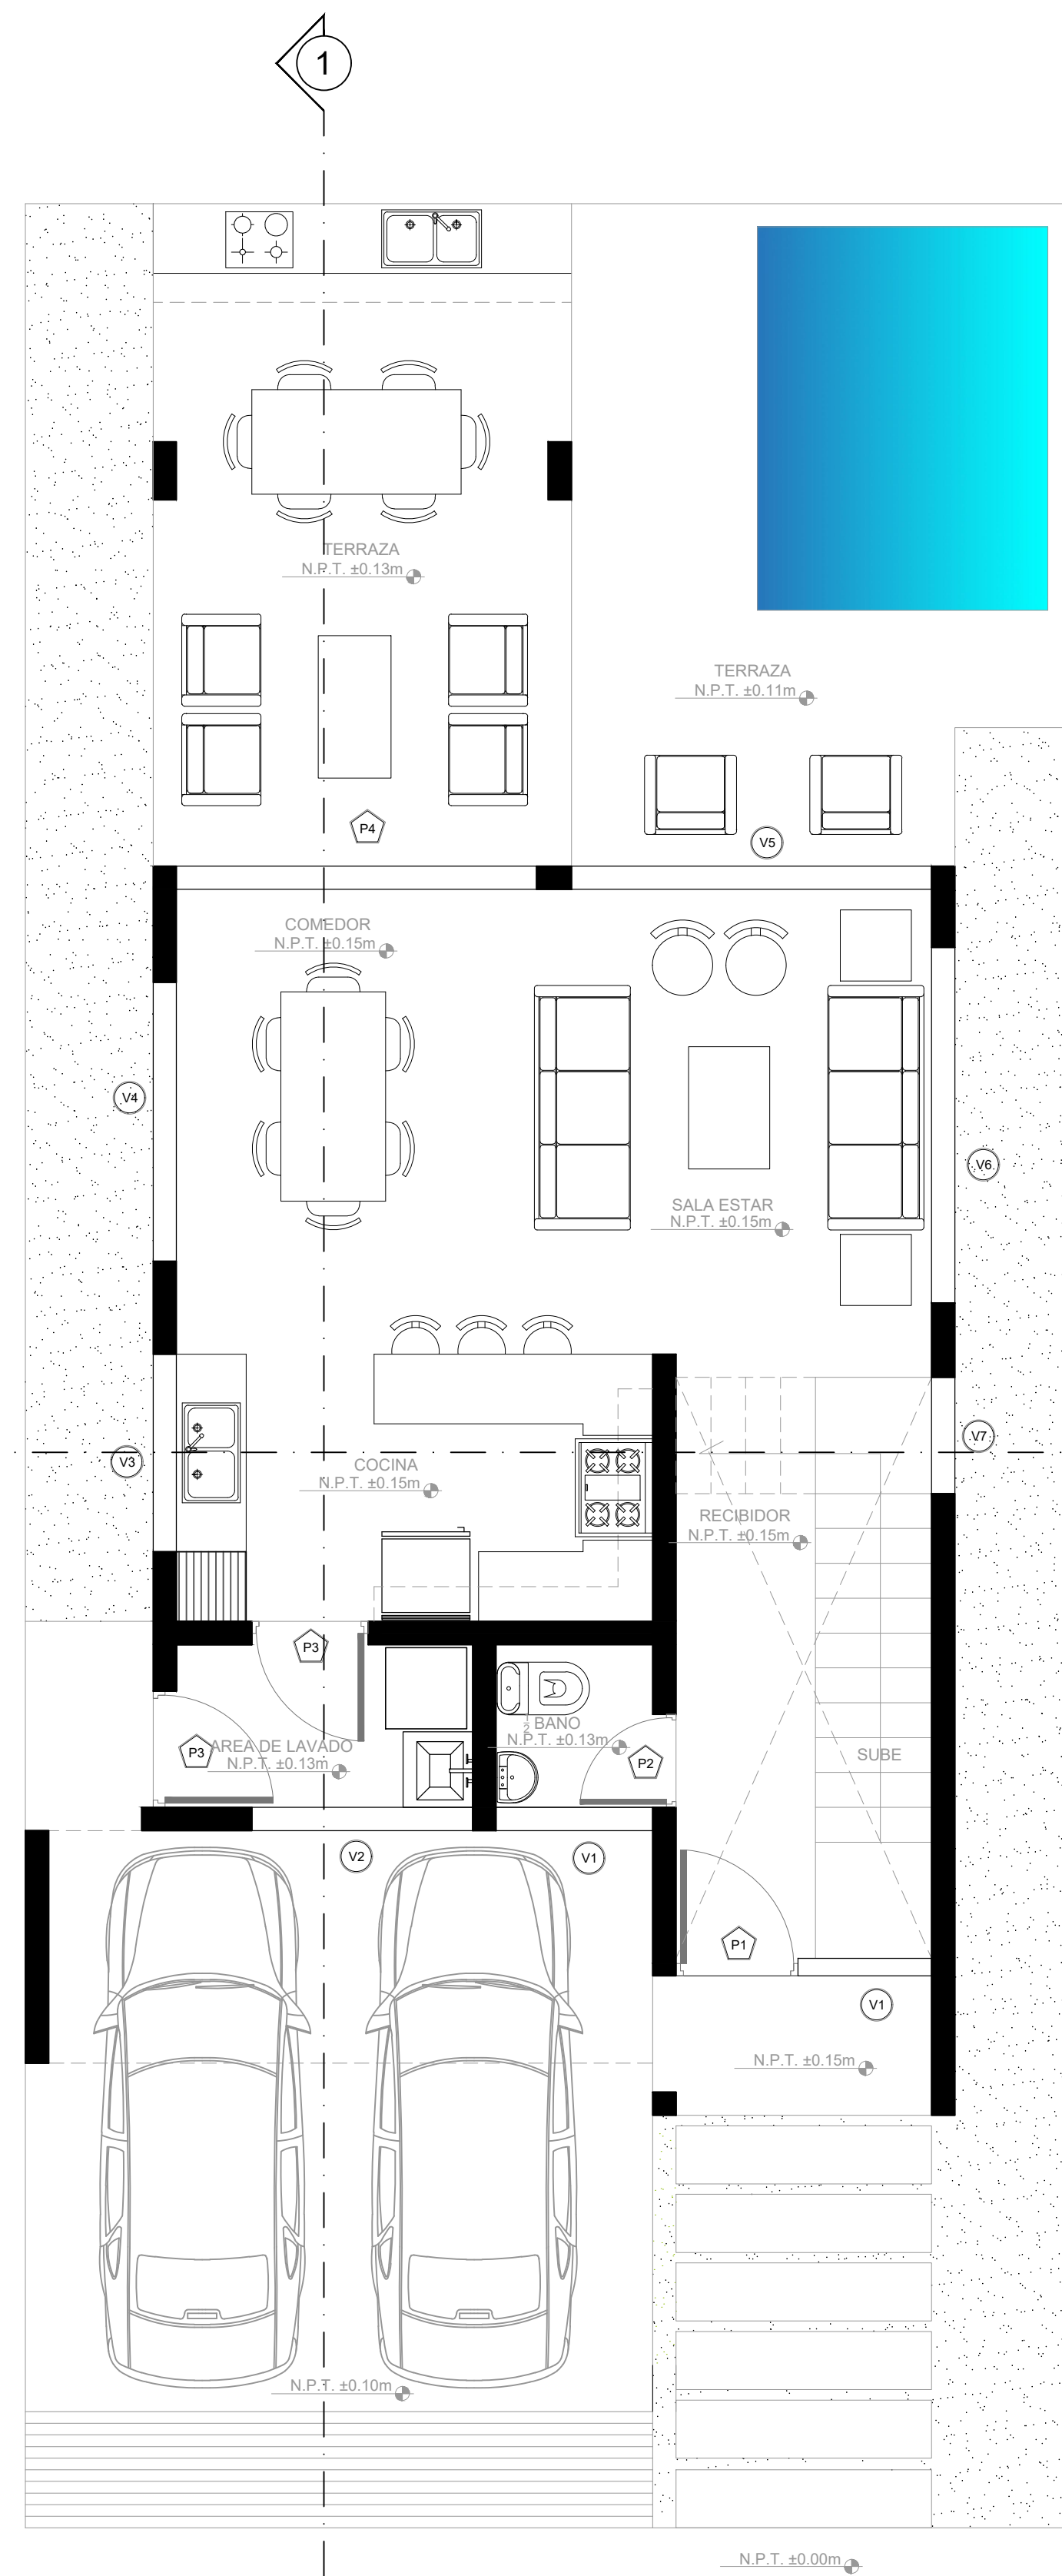 1
TERRAZA
N.P.T. ±0.13m
TERRAZA
N.P.T. ±0.11m
P4
V5
COMEDOR
N.P.T. ±0.15m
V4
V6
SALA ESTAR
N.P.T. ±0.15m
V3
V7
COCINA
N.P.T. ±0.15m
RECIBIDOR
N.P.T. ±0.15m
P3
½ BANO
N.P.T. ±0.13m
P3
AREA DE LAVADO
N.P.T. ±0.13m
P2
SUBE
V2
V1
P1
V1
N.P.T. ±0.15m
N.P.T. ±0.10m
N.P.T. ±0.00m